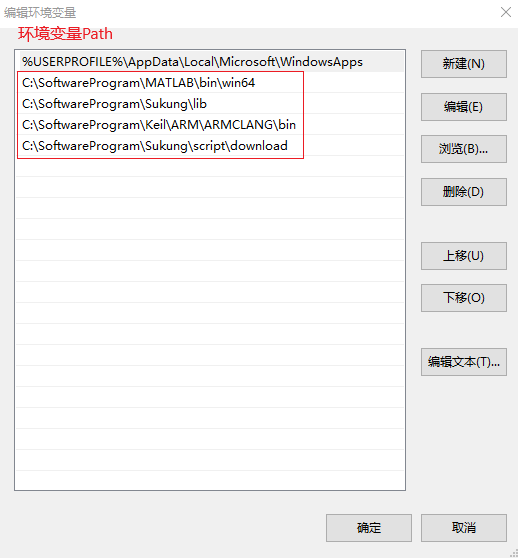 编辑环境变量
环境变量Path
%USERPROFILE%\AppData\Local\Microsoft\WindowsApps
C:\SoftwareProgram\MATLAB\bin\win64
C:\SoftwareProgram\Sukung\lib
C:\SoftwareProgram\Keil\ARM\ARMCLANG\bin
C:\SoftwareProgram\Sukung\script\download
新建(N)
编辑(E)
浏览(B)...
删除(D)
上移(U)
下移(O)
编辑文本(T)...
确定
取消